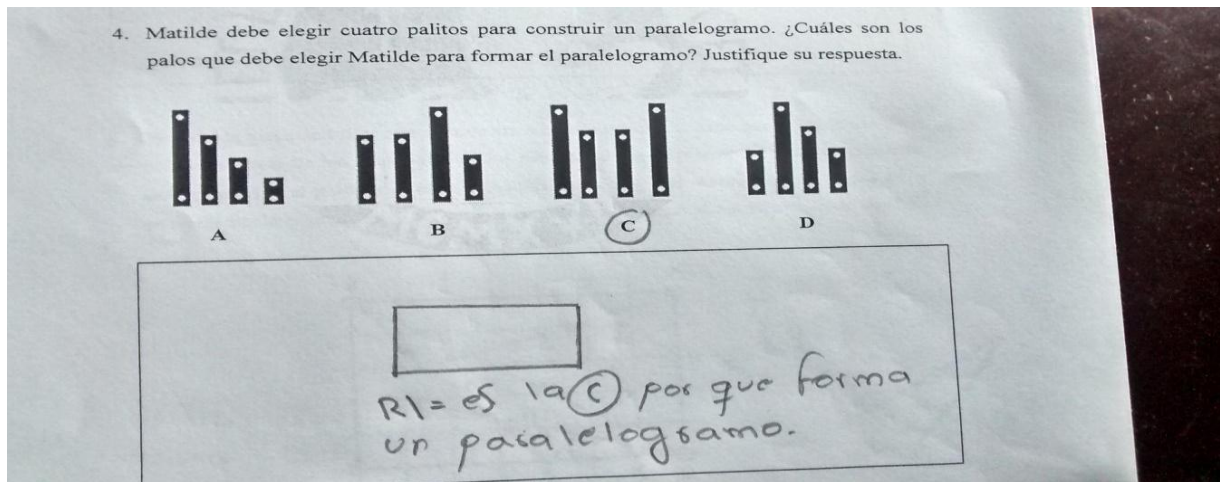 4. Matilde debe elegir cuatro palitos para construir un paralelogramo. ¿Cuáles son los
palos que debe elegir Matilde para formar el paralelogramo? Justifique su respuesta.
A B C D
R1= es la C por que forma
un paralelogramo.